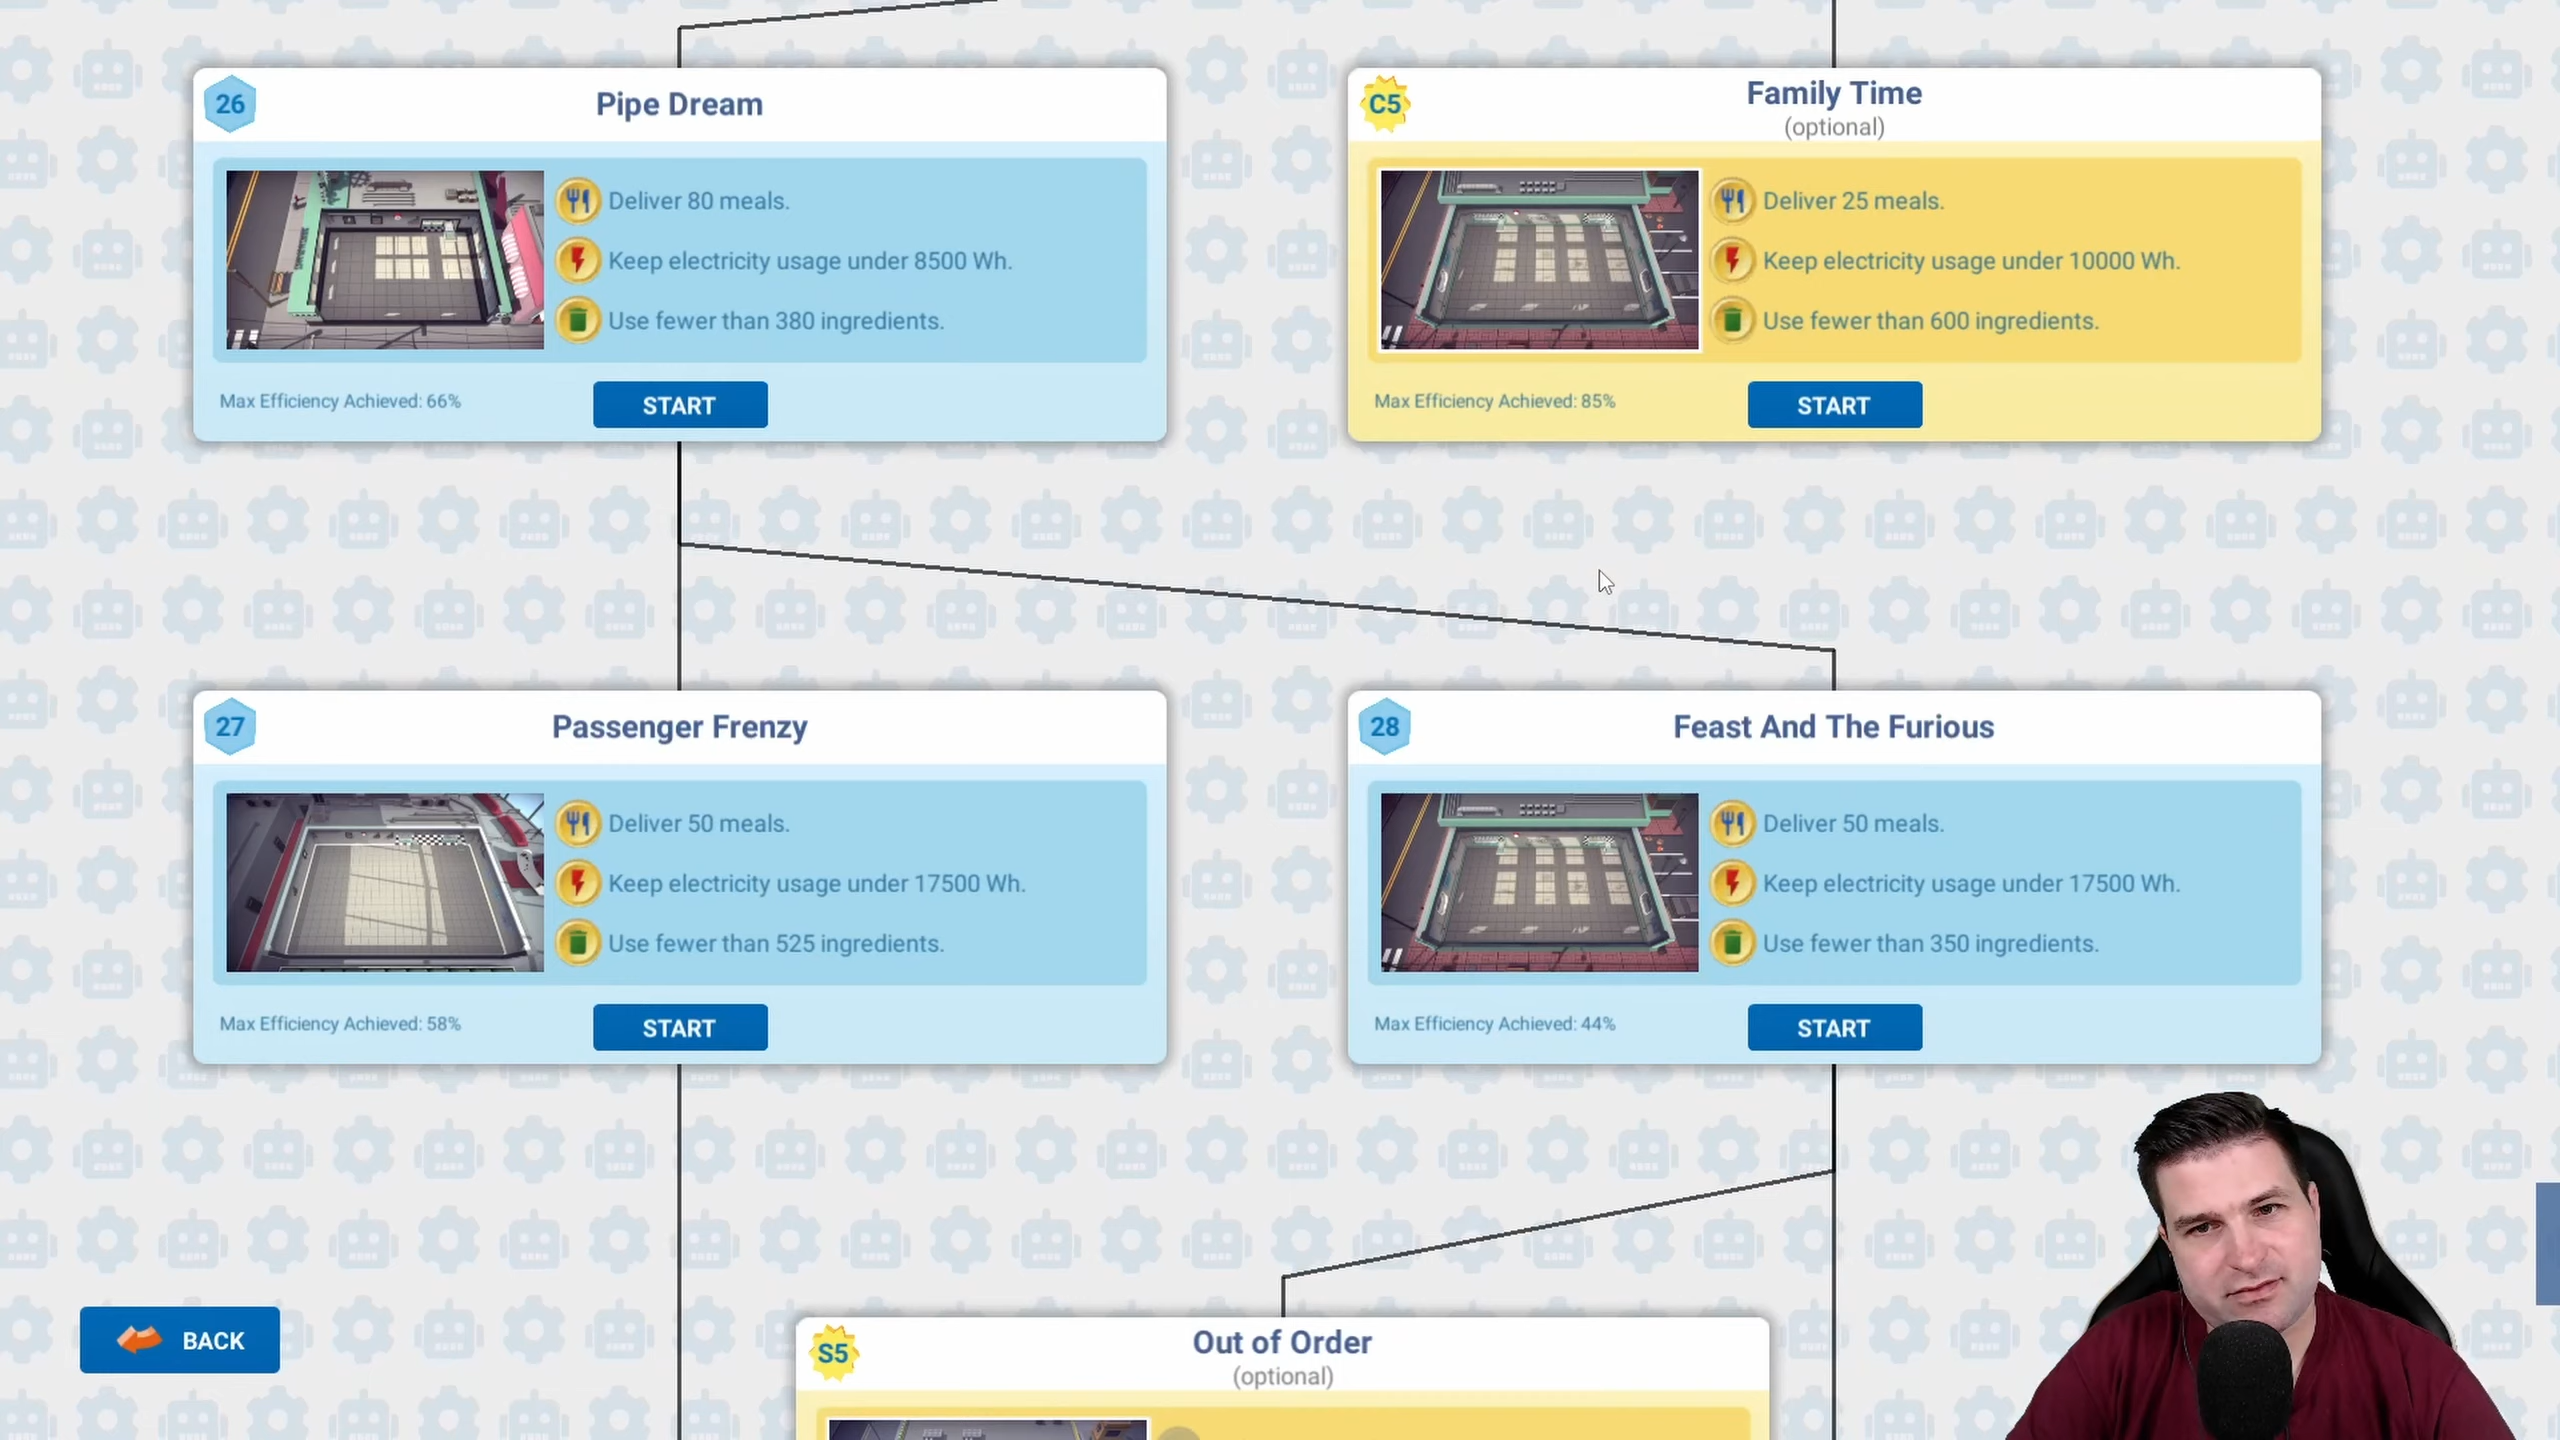 26
Pipe Dream
Deliver 80 meals.
Keep electricity usage under 8500 Wh.
Use fewer than 380 ingredients.
Max Efficiency Achieved: 66%
START
C5
Family Time
(optional)
Deliver 25 meals.
Keep electricity usage under 10000 Wh.
Use fewer than 600 ingredients.
Max Efficiency Achieved: 85%
START
27
Passenger Frenzy
Deliver 50 meals.
Keep electricity usage under 17500 Wh.
Use fewer than 525 ingredients.
Max Efficiency Achieved: 58%
START
28
Feast And The Furious
Deliver 50 meals.
Keep electricity usage under 17500 Wh.
Use fewer than 350 ingredients.
Max Efficiency Achieved: 44%
START
BACK
S5
Out of Order
(optional)